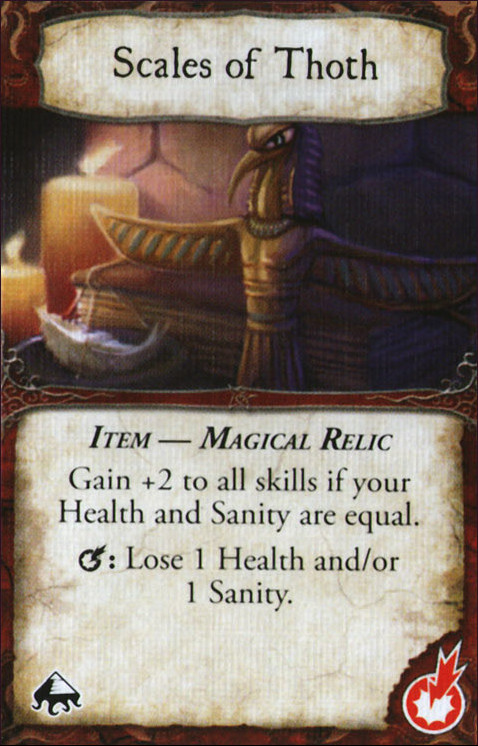 Scales of Thoth
Item — Magical Relic
Gain +2 to all skills if your
Health and Sanity are equal.
: Lose 1 Health and/or
1 Sanity.